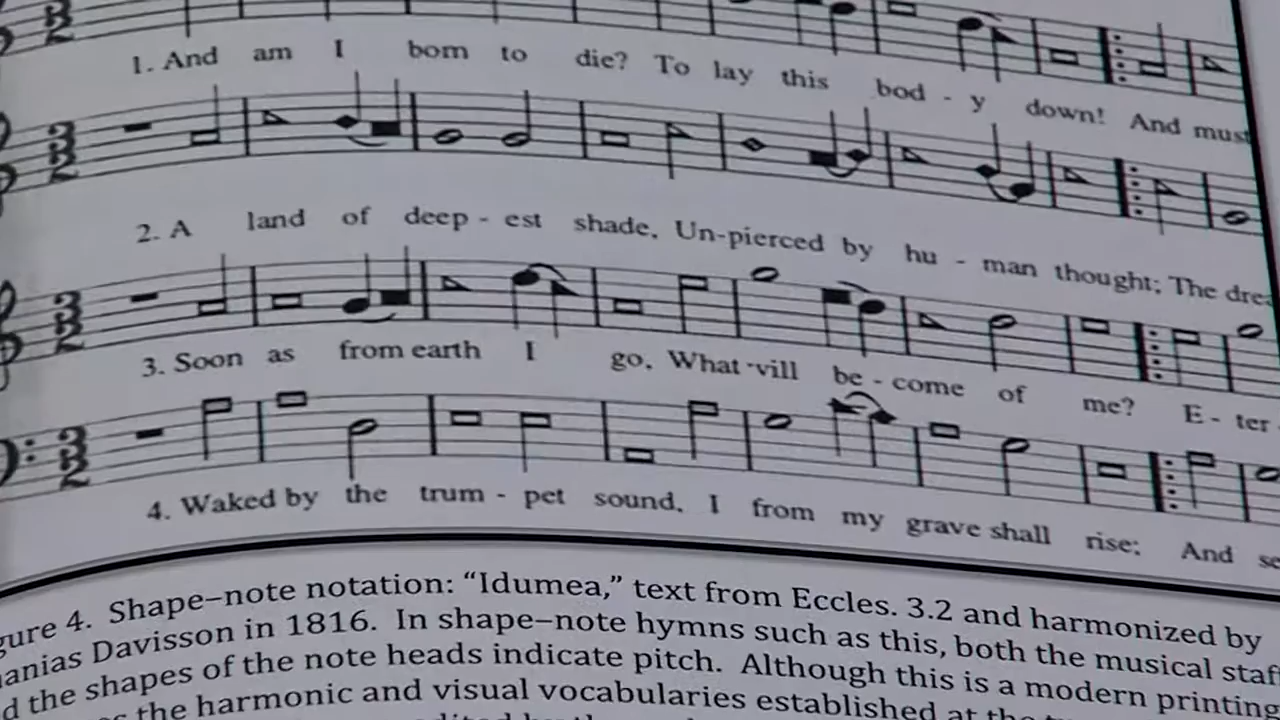 1. And am I born to die? To lay this bod - y down! And must
2. A land of deep - est shade, Un-pierced by hu - man thought; The
3. Soon as from earth I go, What vill be - come of me? E - ter
4. Waked by the trum - pet sound, I from my grave shall rise; And
gure 4. Shape–note notation: “Idumea,” text from Eccles. 3.2 and harmonized by
anias Davisson in 1816. In shape–note hymns such as this, both the musical staff
d the shapes of the note heads indicate pitch. Although this is a modern printing
the harmonic and visual vocabularies established at the